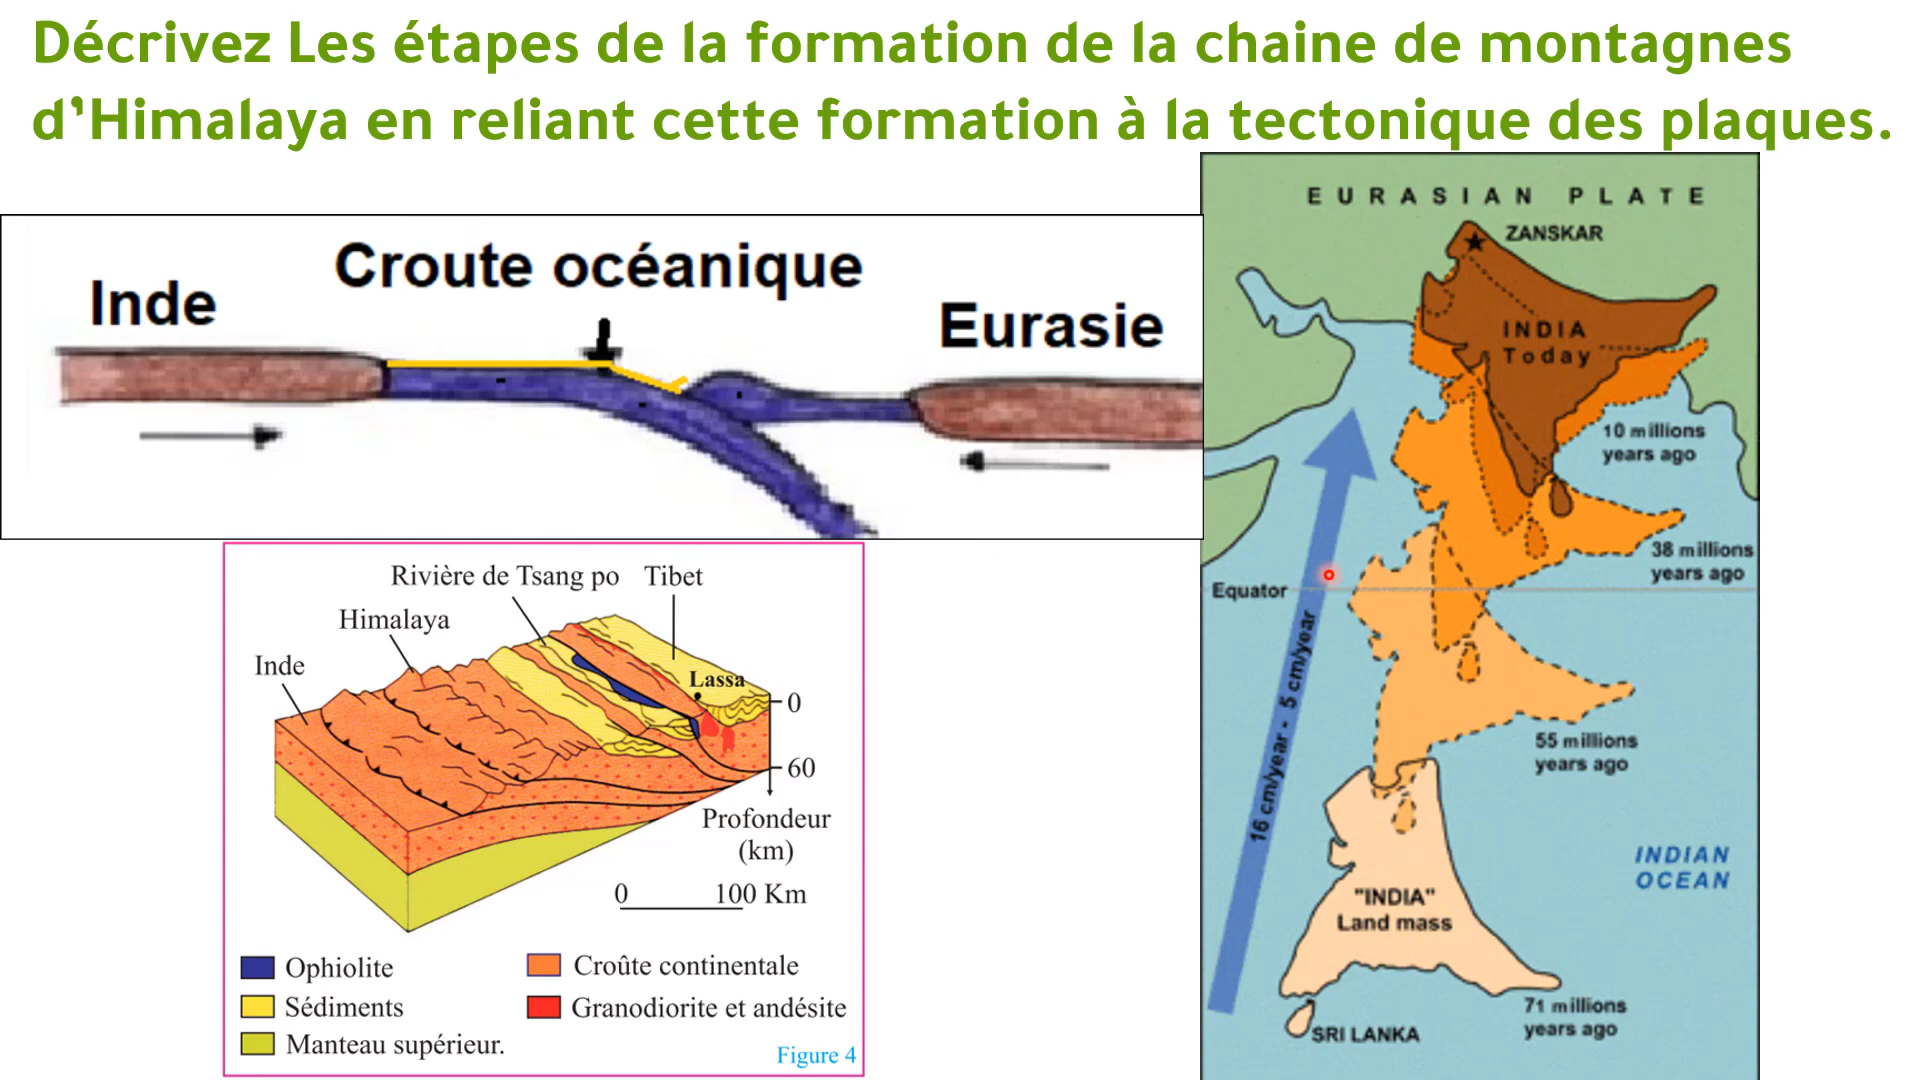 Décrivez Les étapes de la formation de la chaine de montagnes
d'Himalaya en reliant cette formation à la tectonique des plaques.
Inde
Croute océanique
Eurasie
Rivière de Tsang po
Tibet
Himalaya
Inde
Lassa
0
60
Profondeur
(km)
0
100 Km
Ophiolite
Croûte continentale
Sédiments
Granodiorite et andésite
Manteau supérieur.
Figure 4
EURASIAN PLATE
ZANSKAR
INDIA
Today
10 millions
years ago
38 millions
years ago
Equator
16 cm/year - 5 cm/year
55 millions
years ago
INDIAN
OCEAN
"INDIA"
Land mass
71 millions
years ago
SRI LANKA